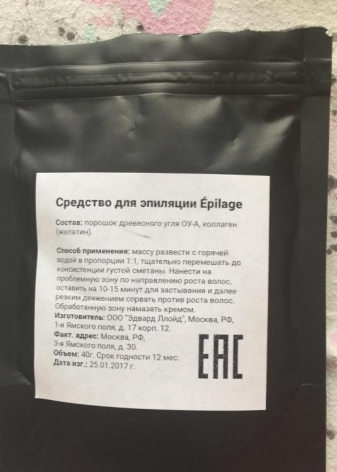 Средство для эпиляции Épilage
Состав: порошок древесного угля ОУ-А, коллаген
(желатин).
Способ применения: массу развести с горячей
водой в пропорции 1:1, тщательно перемешать до
консистенции густой сметаны. Нанести на
проблемную зону по направлению роста волос,
оставить на 10-15 минут для застывания и далее
резким движением сорвать против роста волос.
Обработанную зону намазать кремом.
Изготовитель: ООО "Эдвард Ллойд", Москва, РФ,
1-я Ямского поля, д. 17 корп. 12.
Факт. адрес: Москва, РФ,
3-я Ямского поля, д. 30.
Объем: 40г. Срок годности 12 мес.
Дата изг.: 25.01.2017 г.
ЕАС